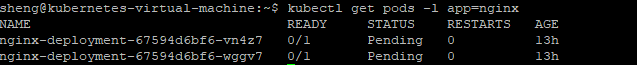 sheng@kubernetes-virtual-machine:~$ kubectl get pods -l app=nginx
NAME READY STATUS RESTARTS AGE
nginx-deployment-67594d6bf6-vn4z7 0/1 Pending 0 13h
nginx-deployment-67594d6bf6-wggv7 0/1 Pending 0 13h